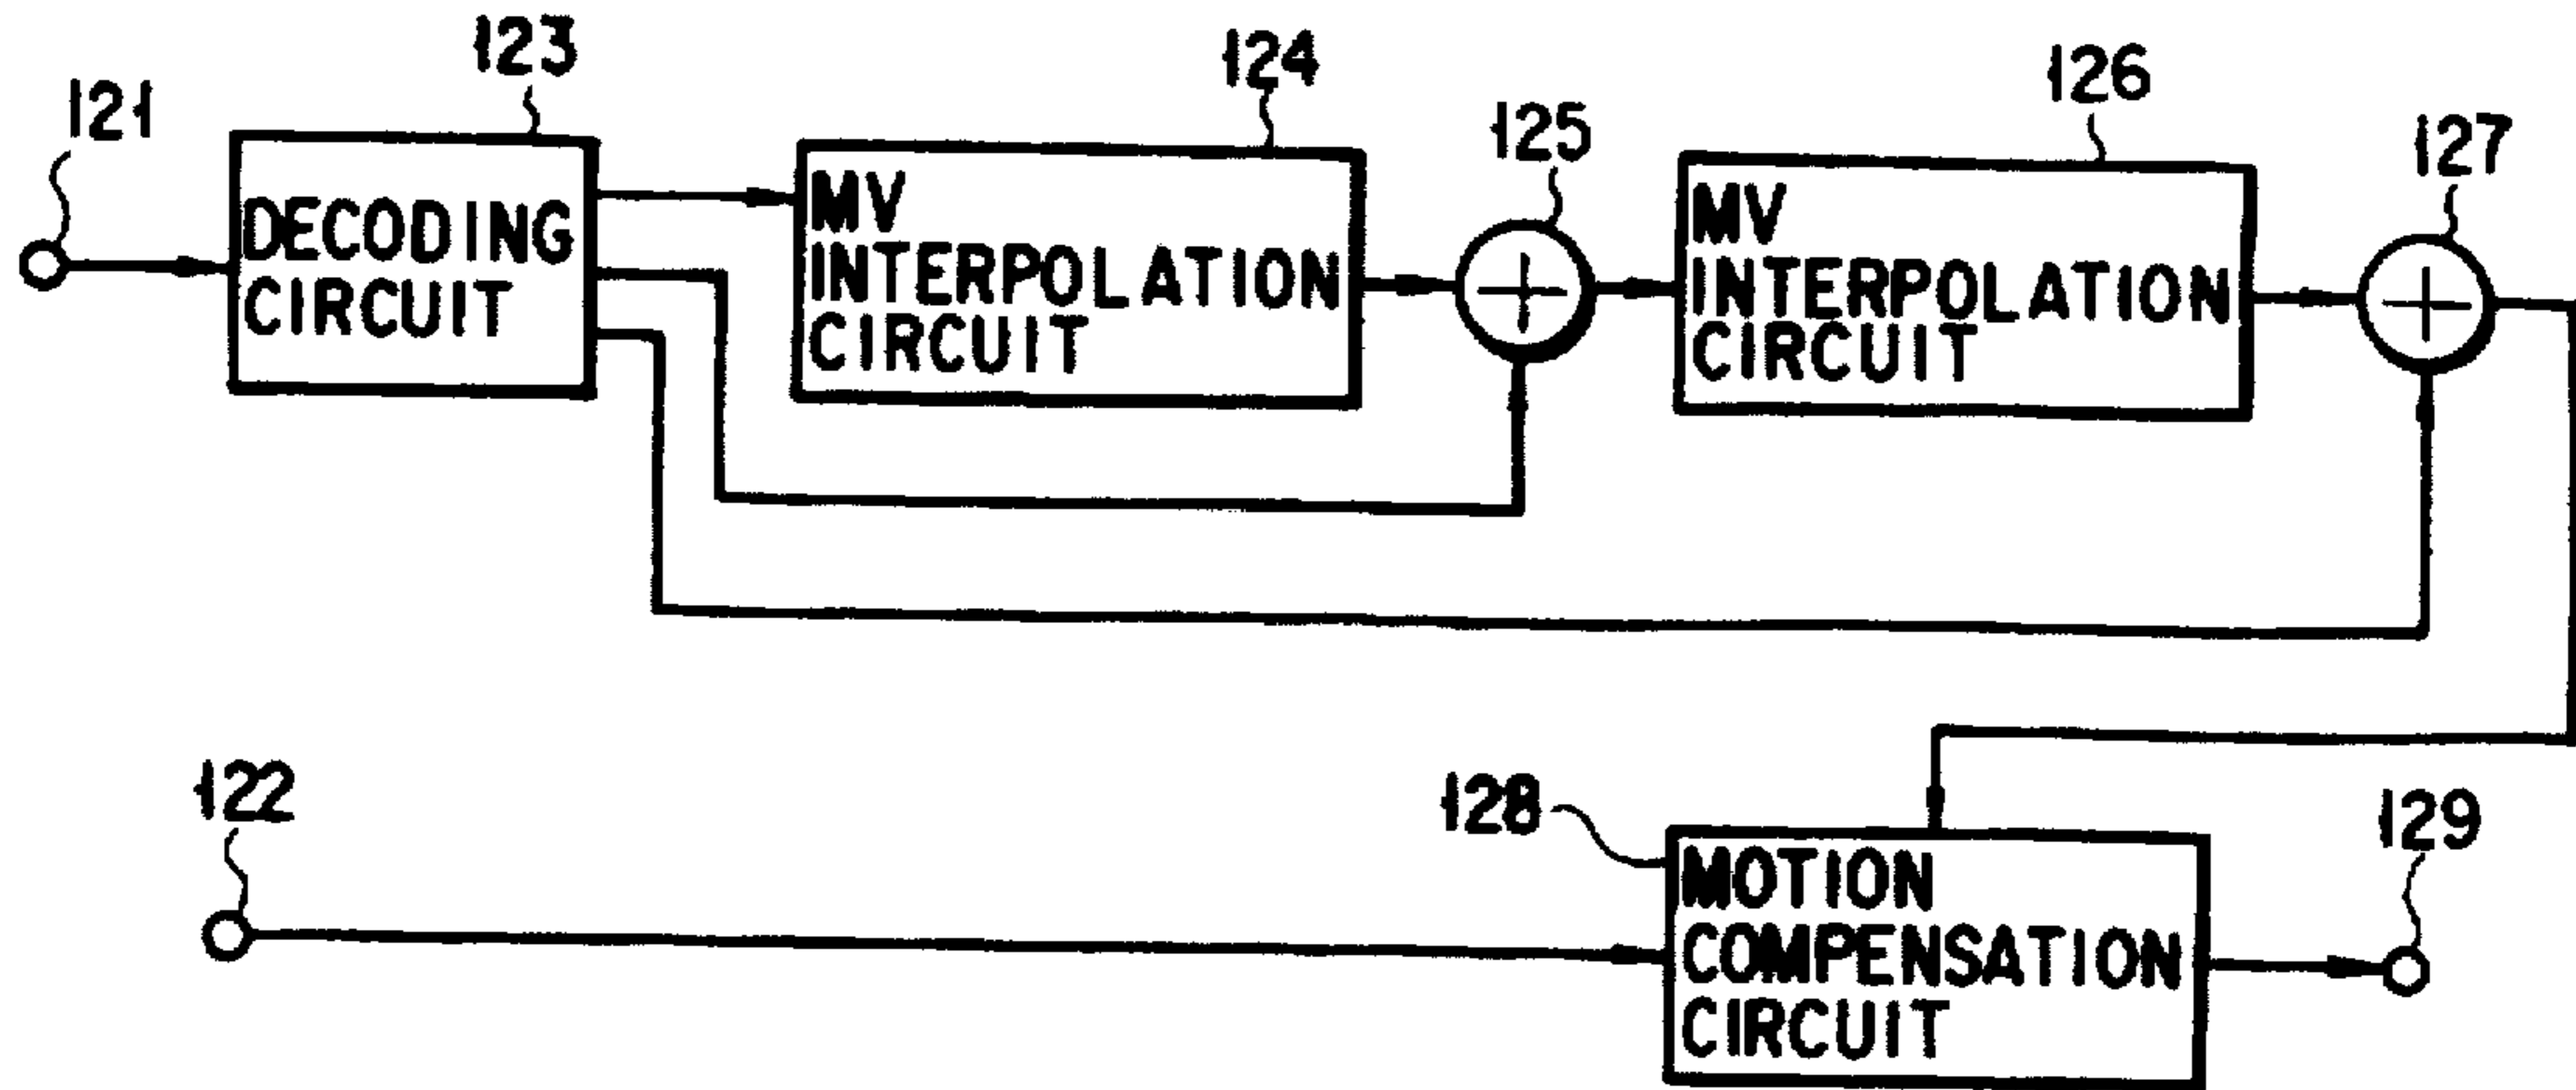 121
123
DECODING
CIRCUIT
124
MV
INTERPOLATION
CIRCUIT
125
126
MV
INTERPOLATION
CIRCUIT
127
122
128
MOTION
COMPENSATION
CIRCUIT
129